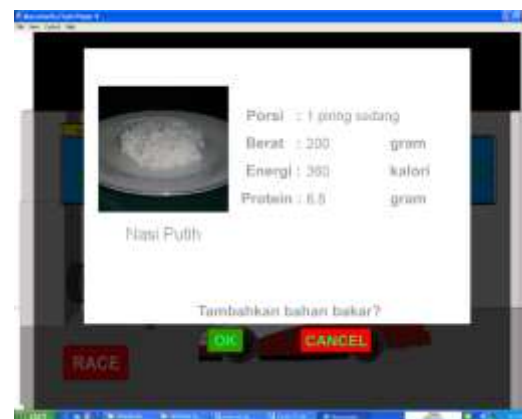 Porsi : 1 piring sedang
Berat : 200 gram
Energi : 360 kalori
Protein : 6.8 gram
Nasi Putih
Tambahkan bahan bakar?
OK CANCEL
RACE